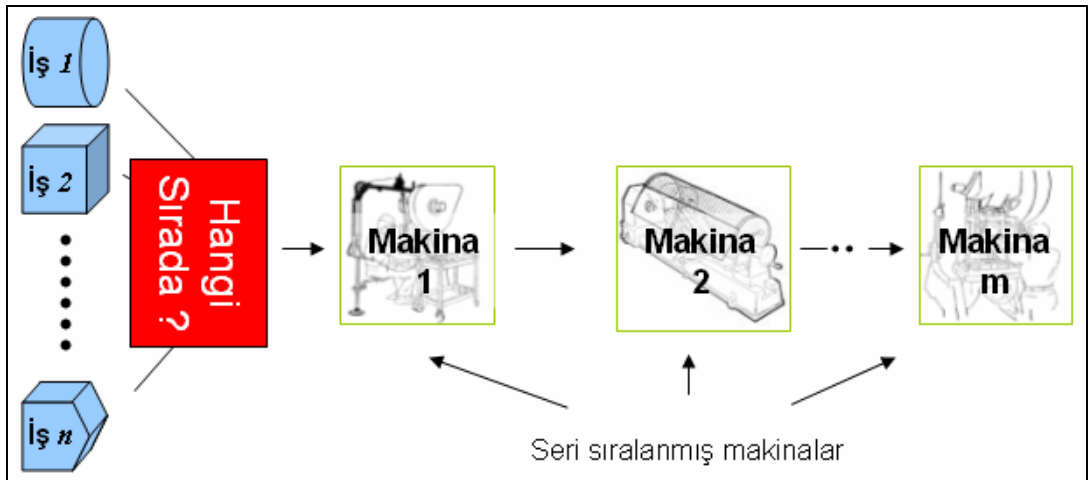 İş 1
İş 2
İş n
Hangi
Sırada ?
Makina
1
Makina
2
Makina
m
Seri sıralanmış makinalar